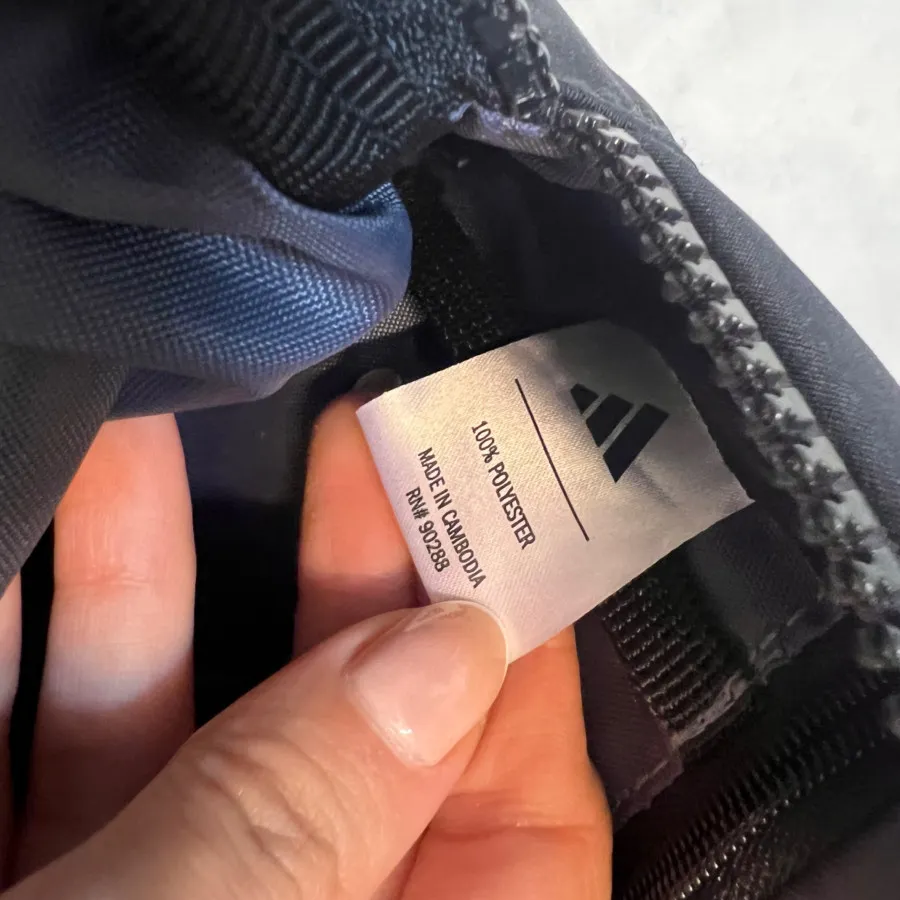 100% POLYESTER
MADE IN CAMBODIA
RN# 90288